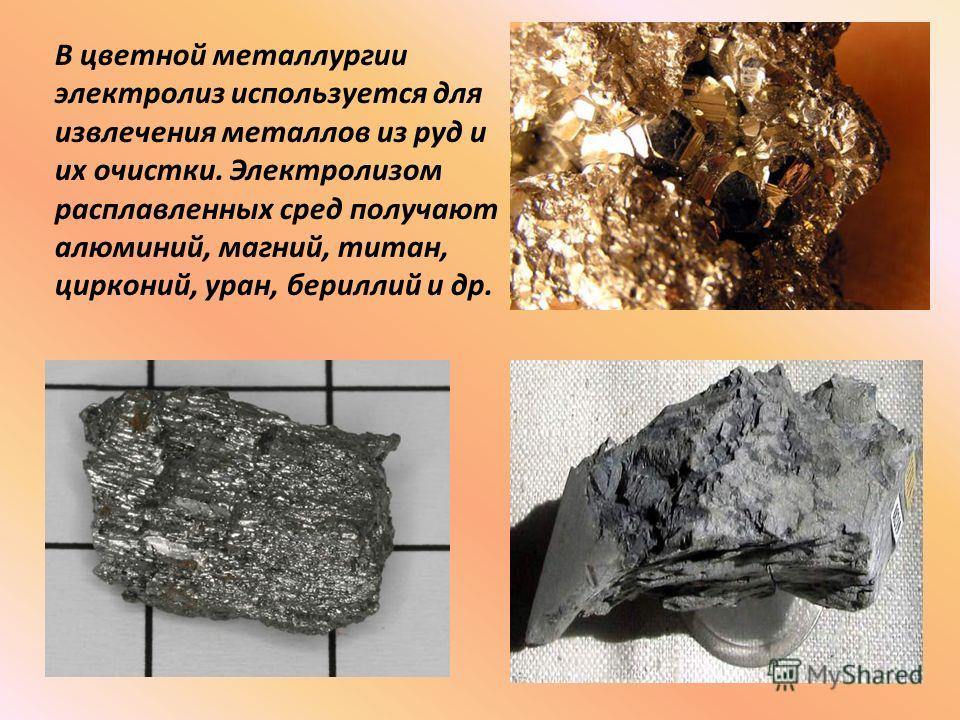 В цветной металлургии
электролиз используется для
извлечения металлов из руд и
их очистки. Электролизом
расплавленных сред получают
алюминий, магний, титан,
цирконий, уран, бериллий и др.
MyShared